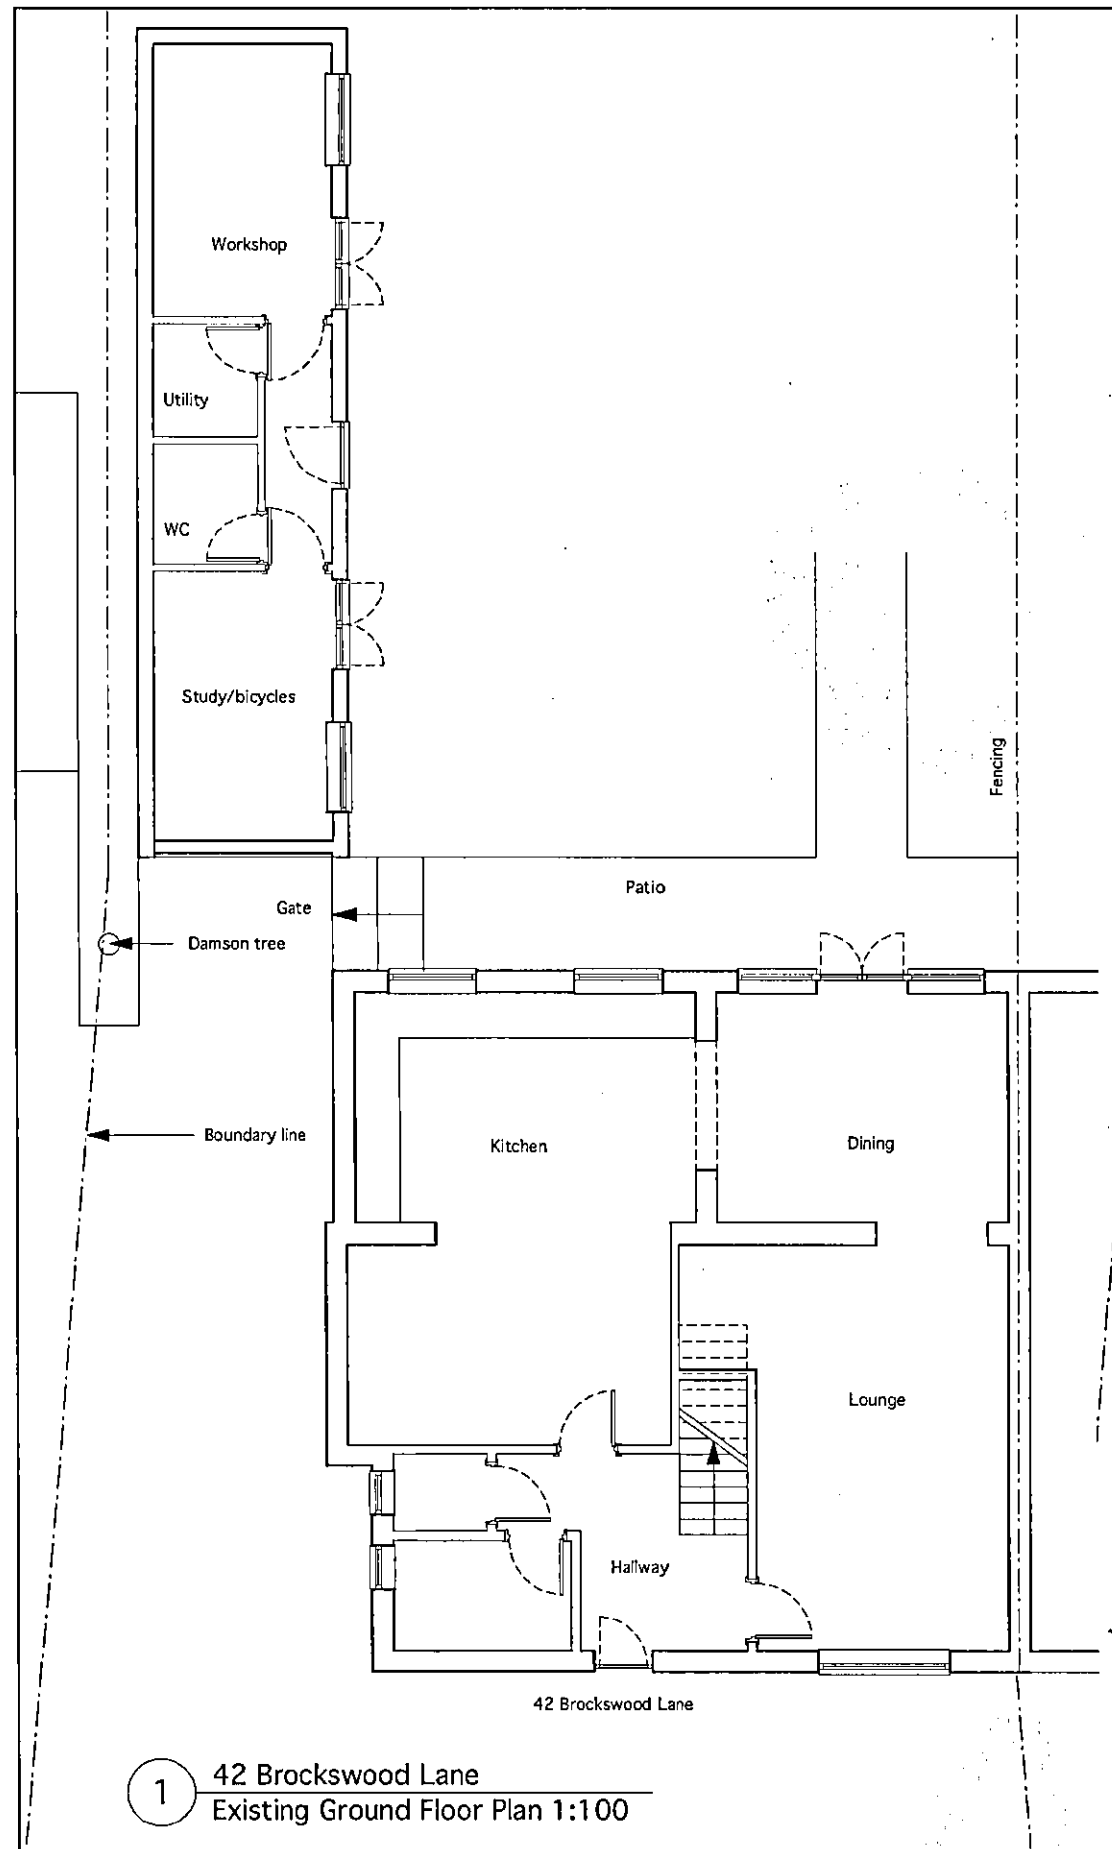 Workshop
Utility
WC
Study/bicycles
Fencing
Patio
Gate
Damson tree
Boundary line
Kitchen
Dining
Lounge
Hallway
42 Brockswood Lane
1
42 Brockswood Lane
Existing Ground Floor Plan 1:100